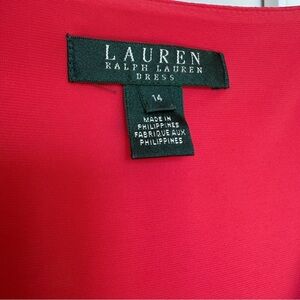 LAUREN
RALPH LAUREN
DRESS
14
MADE IN
PHILIPPINES
FABRIQUE AUX
PHILIPPINES